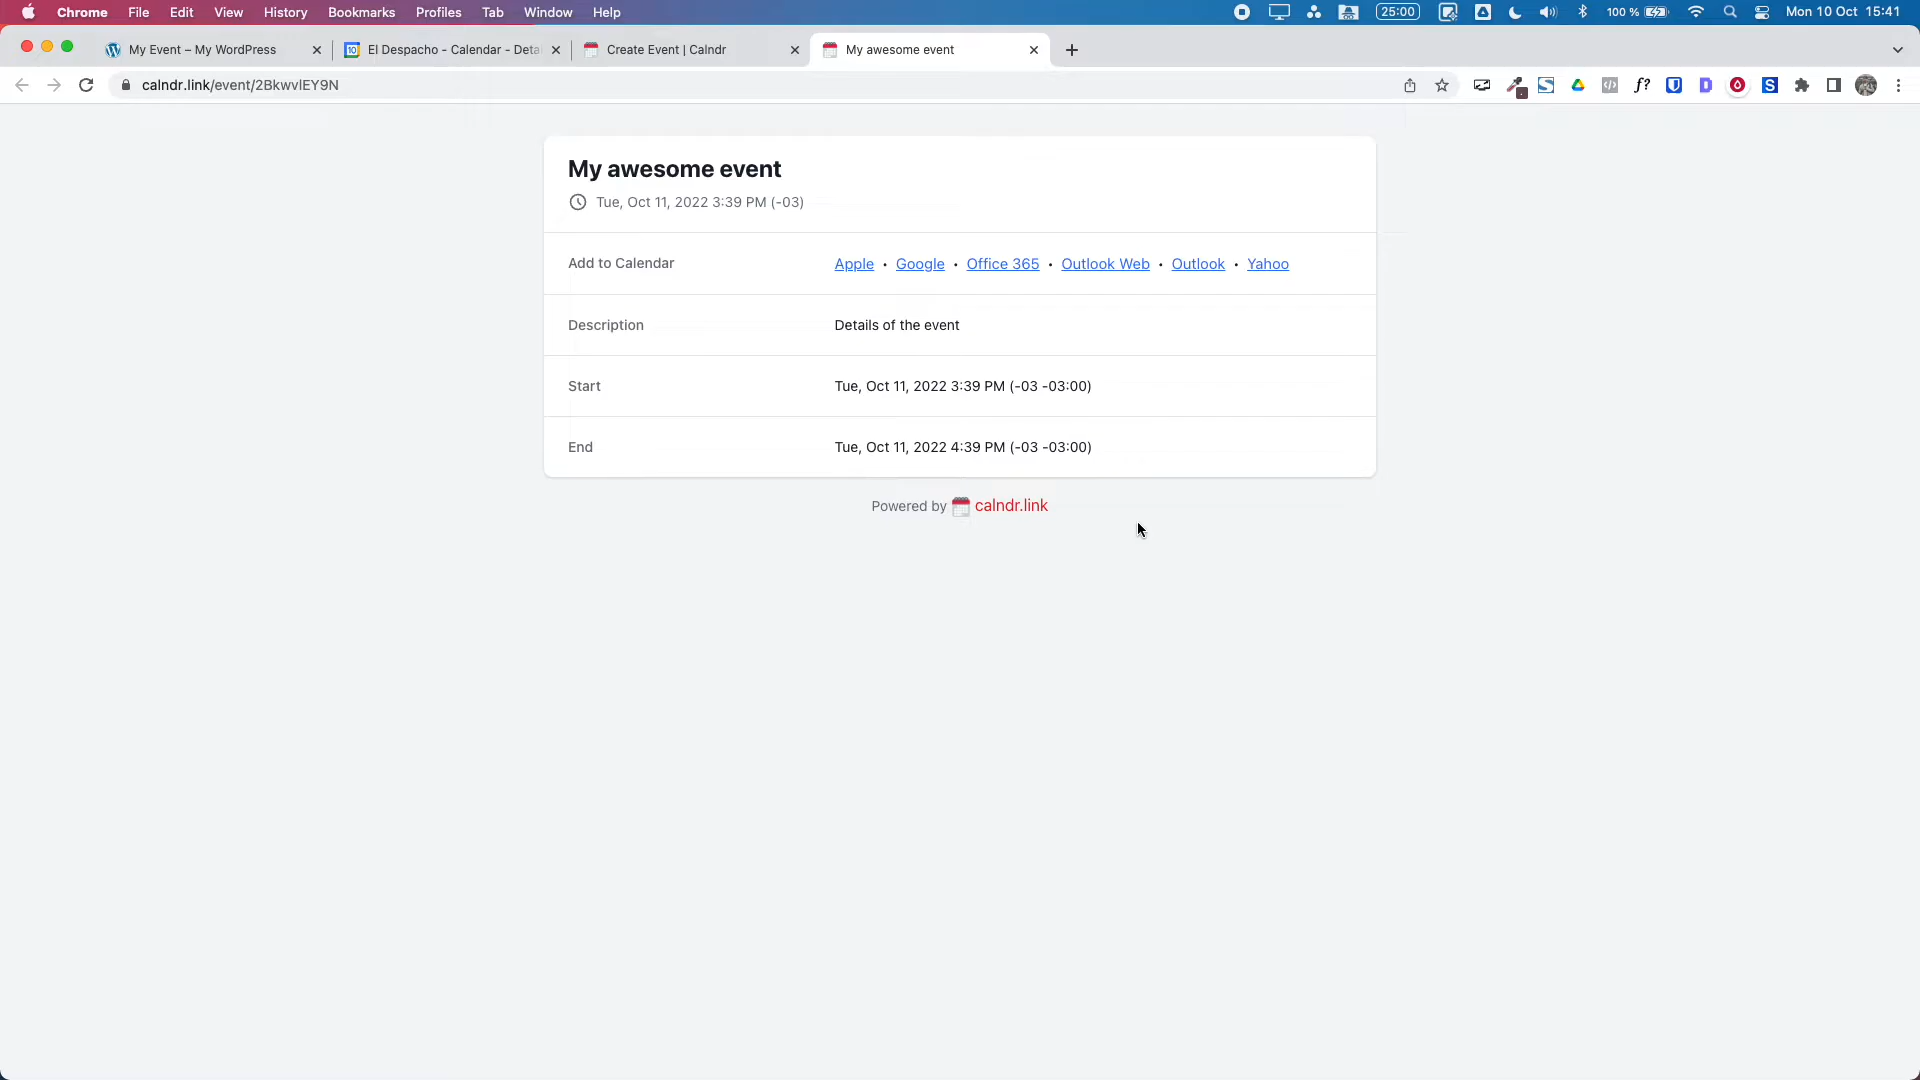 Chrome File Edit View History Bookmarks Profiles Tab Window Help 25:00 100 % Mon 10 Oct 15:41
My Event – My WordPress El Despacho - Calendar - Deta Create Event | Calndr My awesome event
calndr.link/event/2BkwvlEY9N
My awesome event
Tue, Oct 11, 2022 3:39 PM (-03)
Add to Calendar Apple • Google • Office 365 • Outlook Web • Outlook • Yahoo
Description Details of the event
Start Tue, Oct 11, 2022 3:39 PM (-03 -03:00)
End Tue, Oct 11, 2022 4:39 PM (-03 -03:00)
Powered by calndr.link